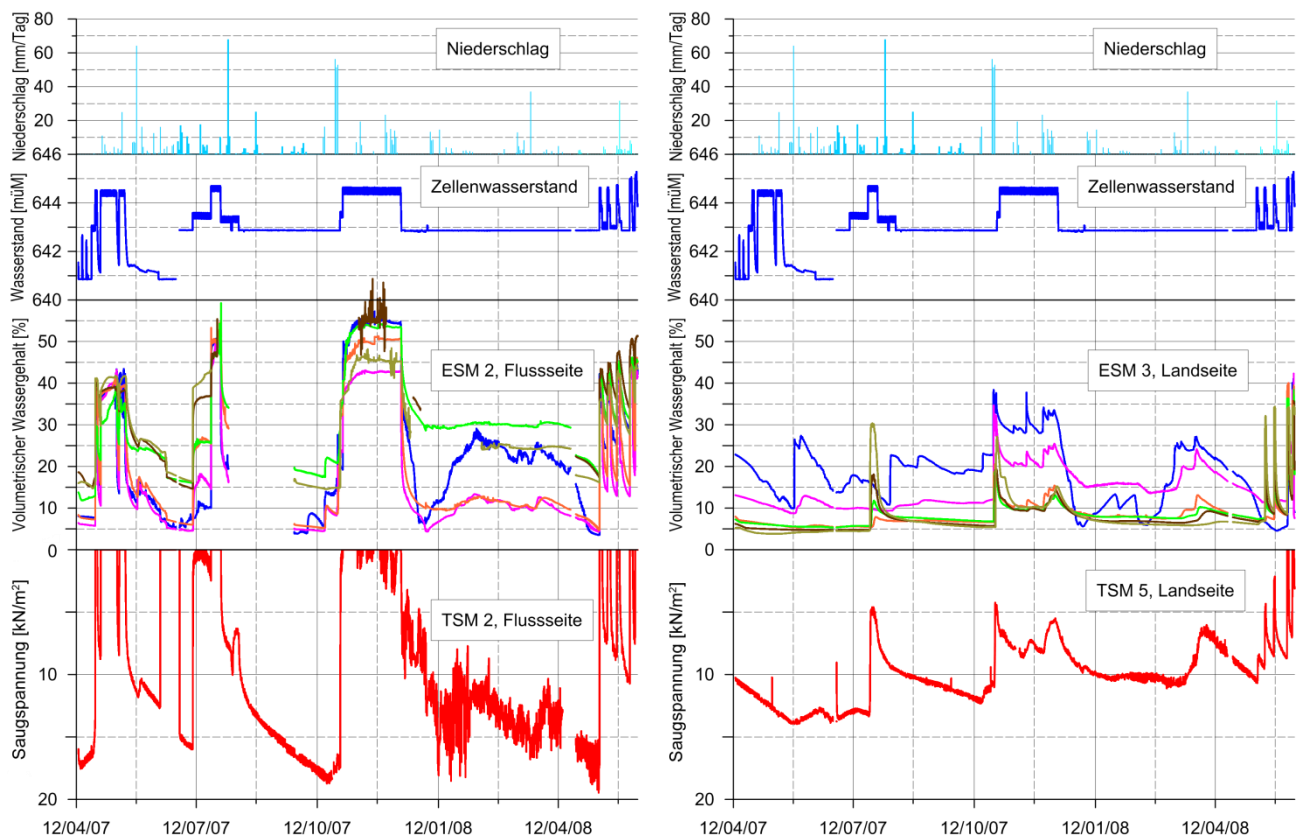 Niederschlag [mm/Tag]
80
60
40
20
Niederschlag
Wasserstand [müM]
646
644
642
640
Zellenwasserstand
Volumetrischer Wassergehalt [%]
50
40
30
20
10
0
ESM 2, Flussseite
Saugspannung [kN/m²]
10
20
TSM 2, Flussseite
12/04/07
12/07/07
12/10/07
12/01/08
12/04/08
Niederschlag [mm/Tag]
80
60
40
20
Niederschlag
Wasserstand [müM]
646
644
642
640
Zellenwasserstand
Volumetrischer Wassergehalt [%]
50
40
30
20
10
0
ESM 3, Landseite
Saugspannung [kN/m²]
10
20
TSM 5, Landseite
12/04/07
12/07/07
12/10/07
12/01/08
12/04/08